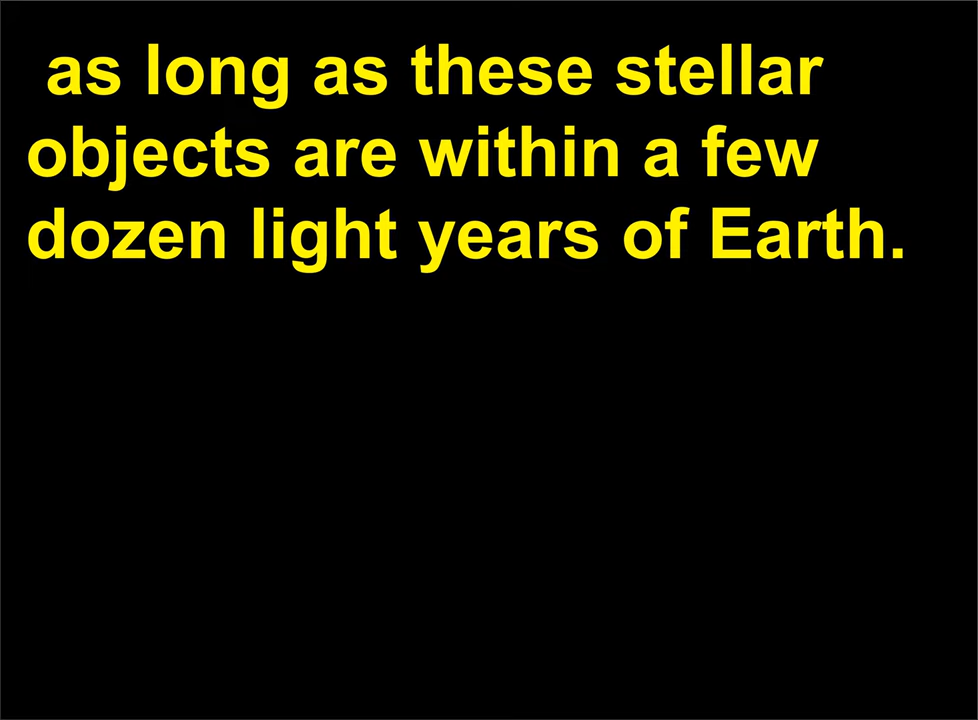 as long as these stellar
objects are within a few
dozen light years of Earth.